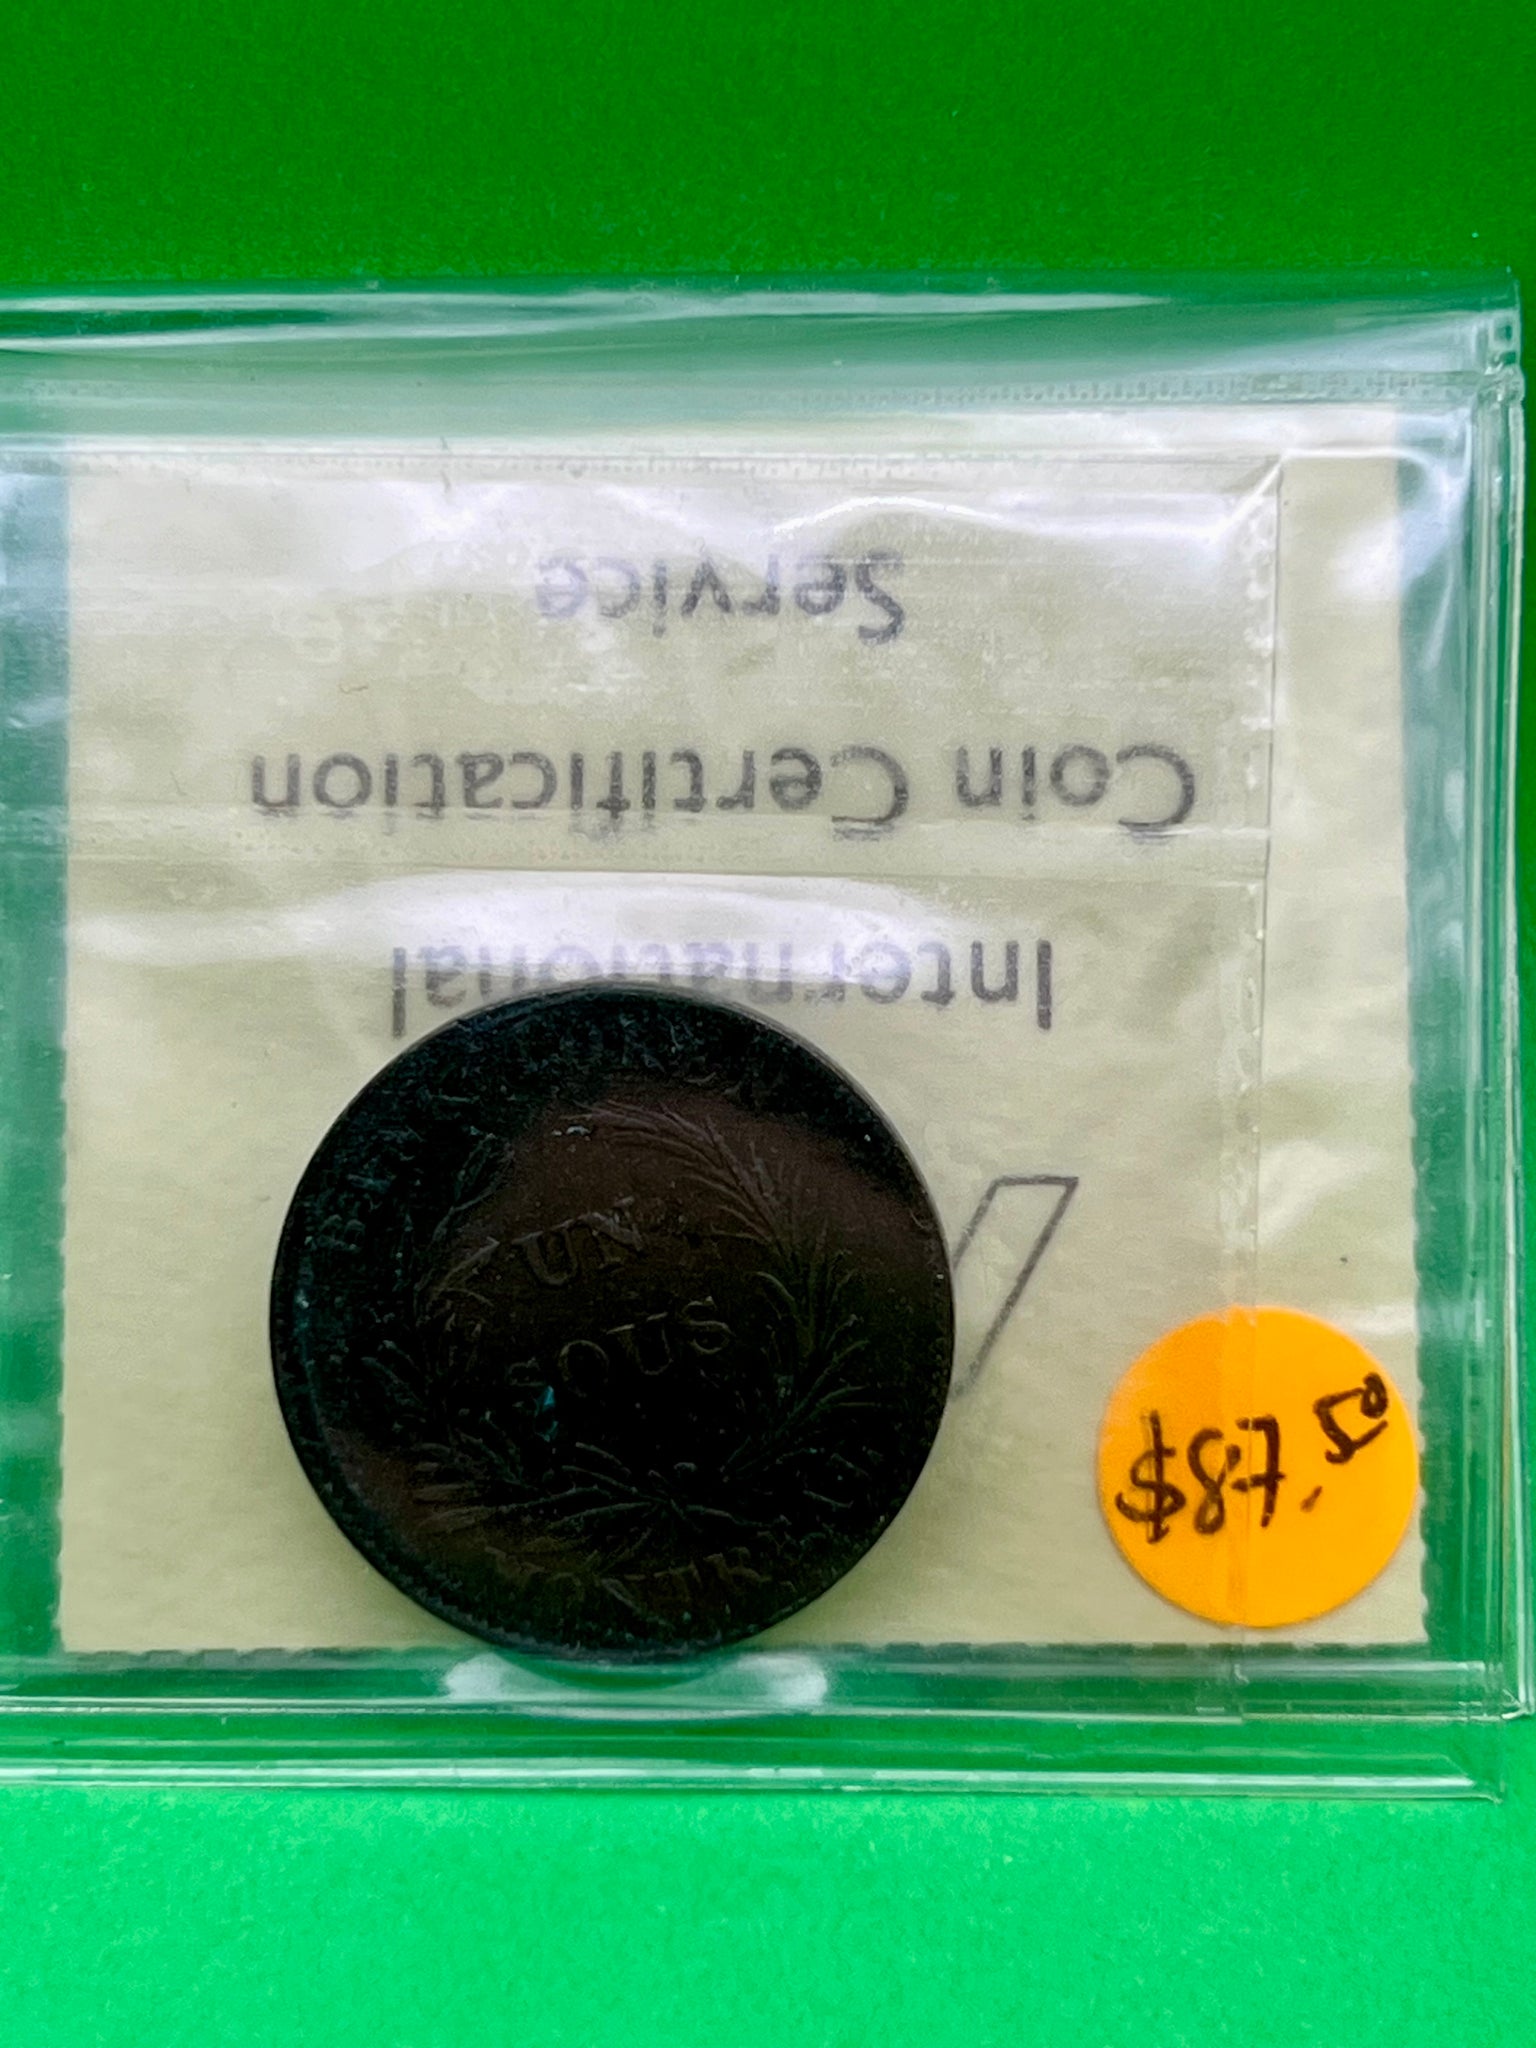 International
Coin Certification
Service
UN
SOUS
$87.50